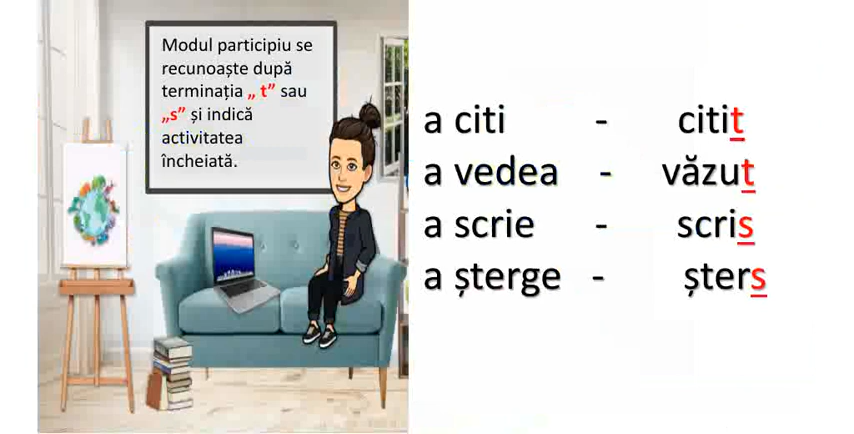 Modul participiu se
recunoaște după
terminația „ t” sau
„s” și indică
activitatea
încheiată.
a citi - citit
a vedea - văzut
a scrie - scris
a șterge - șters